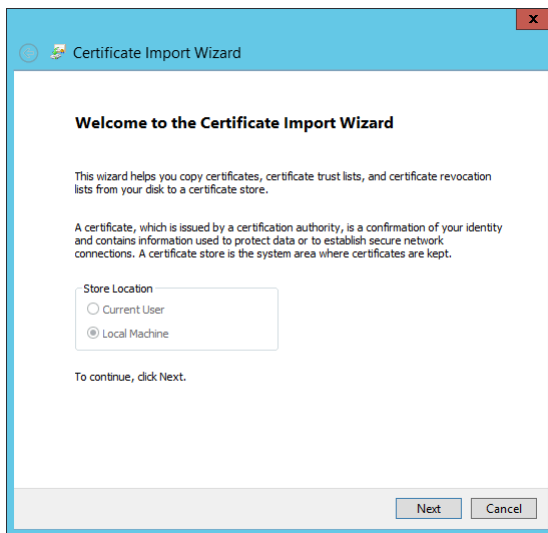 x
Certificate Import Wizard
Welcome to the Certificate Import Wizard
This wizard helps you copy certificates, certificate trust lists, and certificate revocation
lists from your disk to a certificate store.
A certificate, which is issued by a certification authority, is a confirmation of your identity
and contains information used to protect data or to establish secure network
connections. A certificate store is the system area where certificates are kept.
Store Location
Current User
Local Machine
To continue, click Next.
Next Cancel